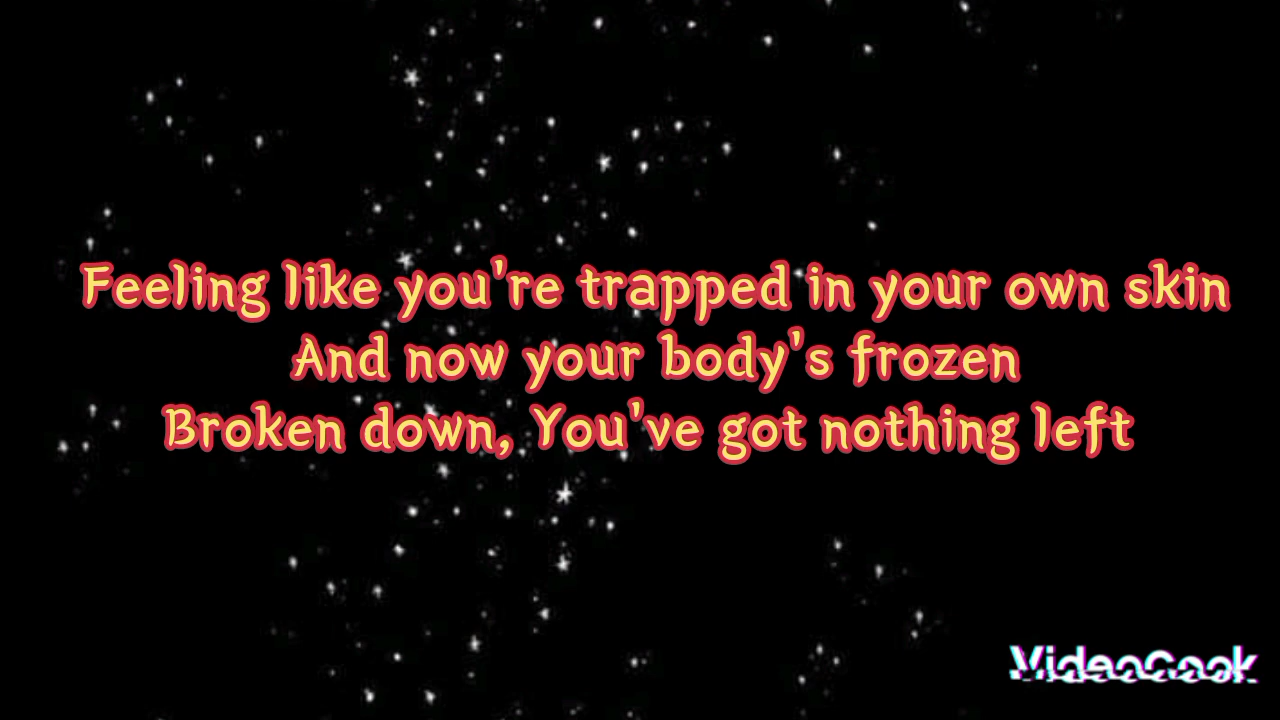 Feeling like you're trapped in your own skin
And now your body's frozen
Broken down, You've got nothing left
VideoCook